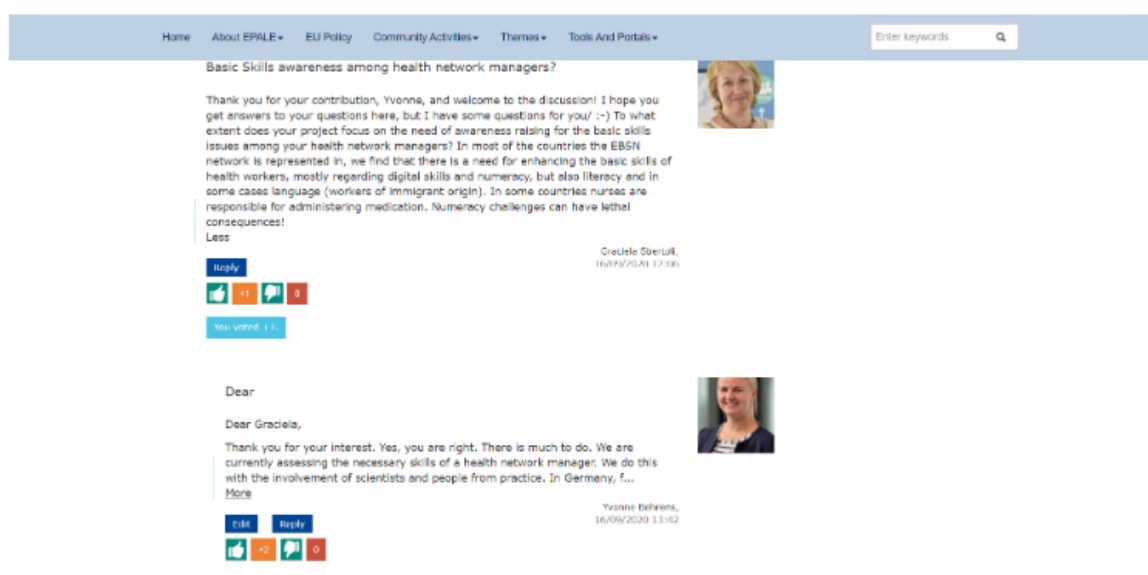 Home About EPALE EU Policy Community Activities Themes Tools And Portals Enter keywords
Basic Skills awareness among health network managers?
Thank you for your contribution, Yvonne, and welcome to the discussion! I hope you
get answers to your questions here, but I have some questions for you/ :-) To what
extent does your project focus on the need of awareness raising for the basic skills
issues among your health network managers? In most of the countries the EBSN
network is represented in, we find that there is a need for enhancing the basic skills of
health workers, mostly regarding digital skills and numeracy, but also literacy and in
some cases language (workers of immigrant origin). In some countries nurses are
responsible for administering medication. Numeracy challenges can have lethal
consequences!
Less
Graciela Sbertoli,
16/09/2020 12:06
Reply
+1 0
You voted +1.
Dear
Dear Graciela,
Thank you for your interest. Yes, you are right. There is much to do. We are
currently assessing the necessary skills of a health network manager. We do this
with the involvement of scientists and people from practice. In Germany, f...
More
Yvonne Behrens,
16/09/2020 13:42
Edit Reply
+2 0